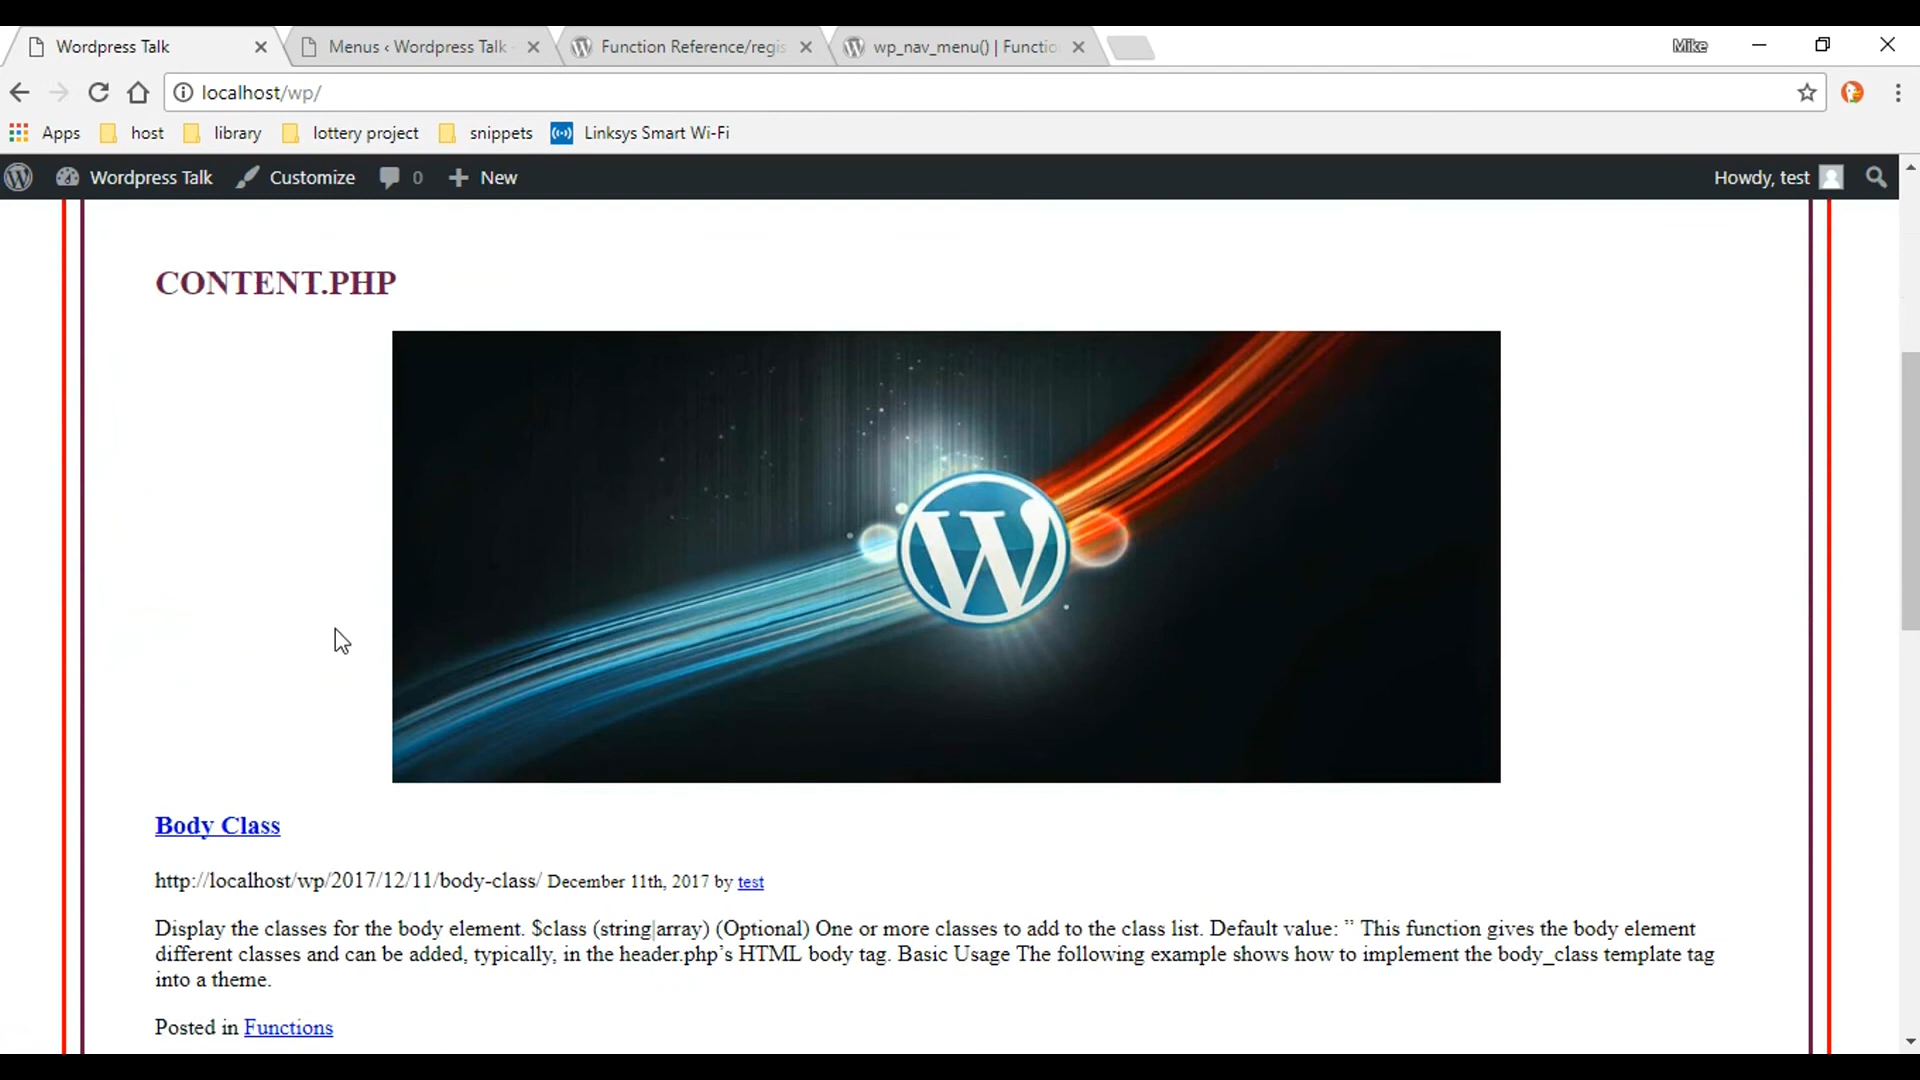 Wordpress Talk
Menus ‹ Wordpress Talk
Function Reference/regis
wp_nav_menu() | Functio
Mike
localhost/wp/
Apps host library lottery project snippets Linksys Smart Wi-Fi
Wordpress Talk Customize 0 New Howdy, test
CONTENT.PHP
Body Class
http://localhost/wp/2017/12/11/body-class/ December 11th, 2017 by test
Display the classes for the body element. $class (string|array) (Optional) One or more classes to add to the class list. Default value: ” This function gives the body element
different classes and can be added, typically, in the header.php’s HTML body tag. Basic Usage The following example shows how to implement the body_class template tag
into a theme.
Posted in Functions